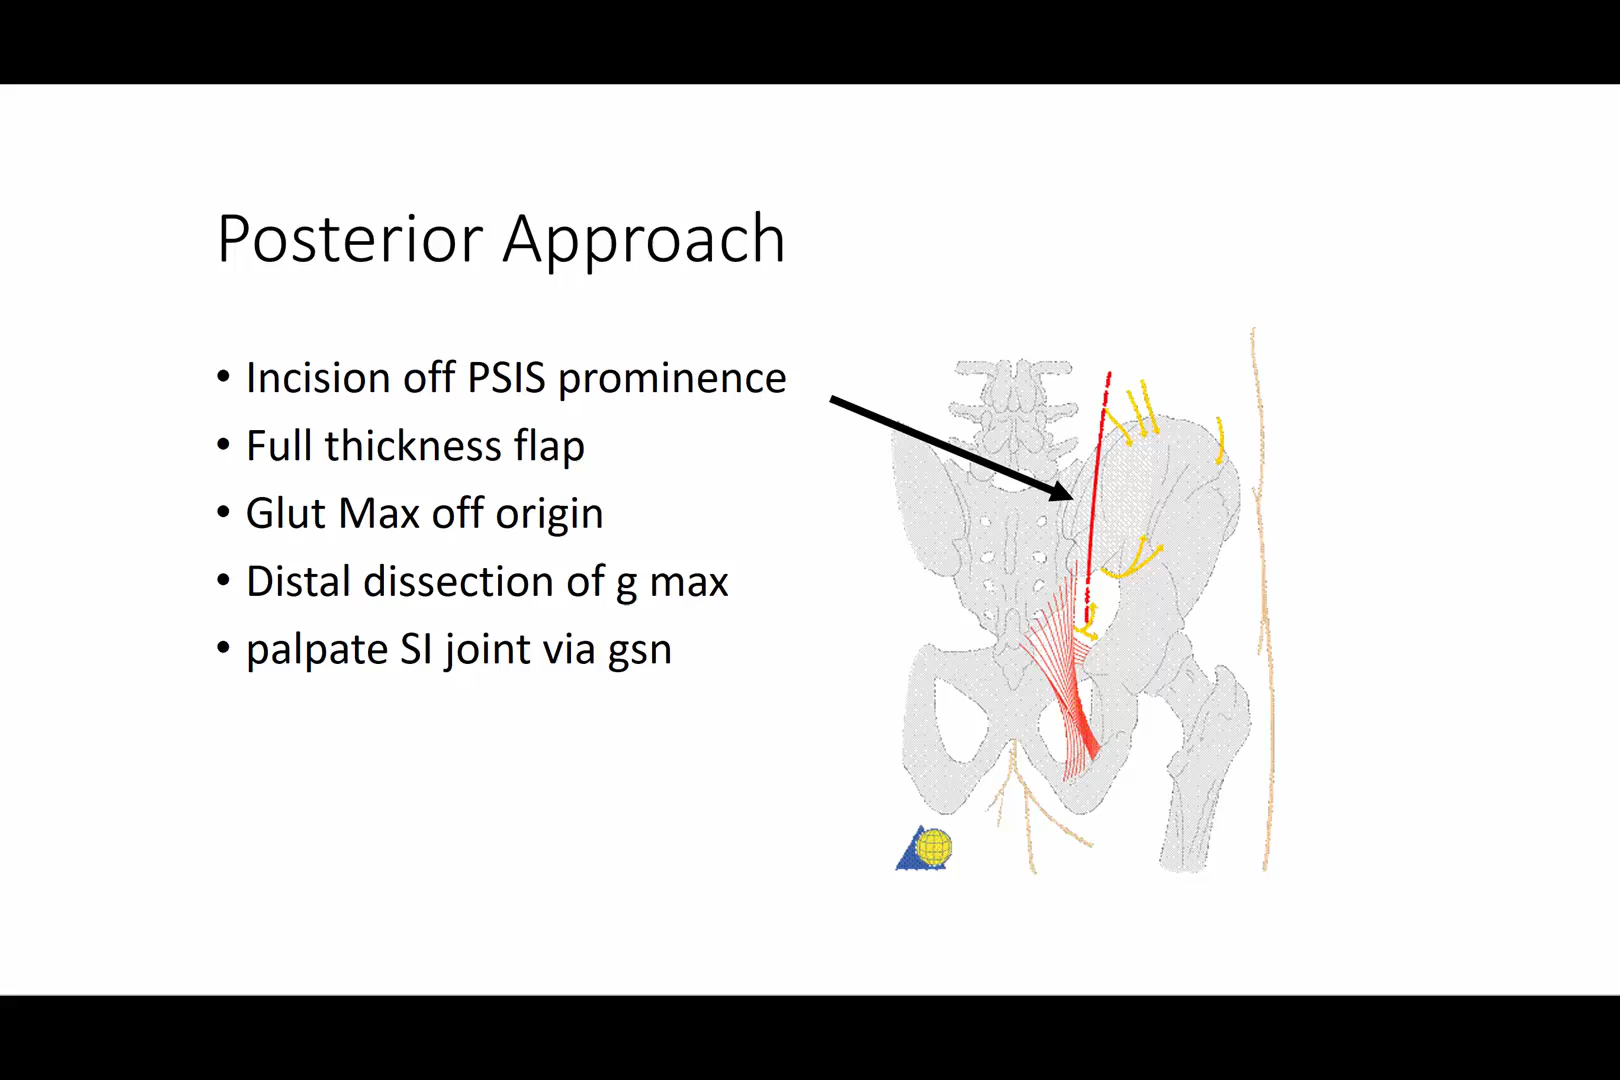 Posterior Approach
• Incision off PSIS prominence
• Full thickness flap
• Glut Max off origin
• Distal dissection of g max
• palpate SI joint via gsn